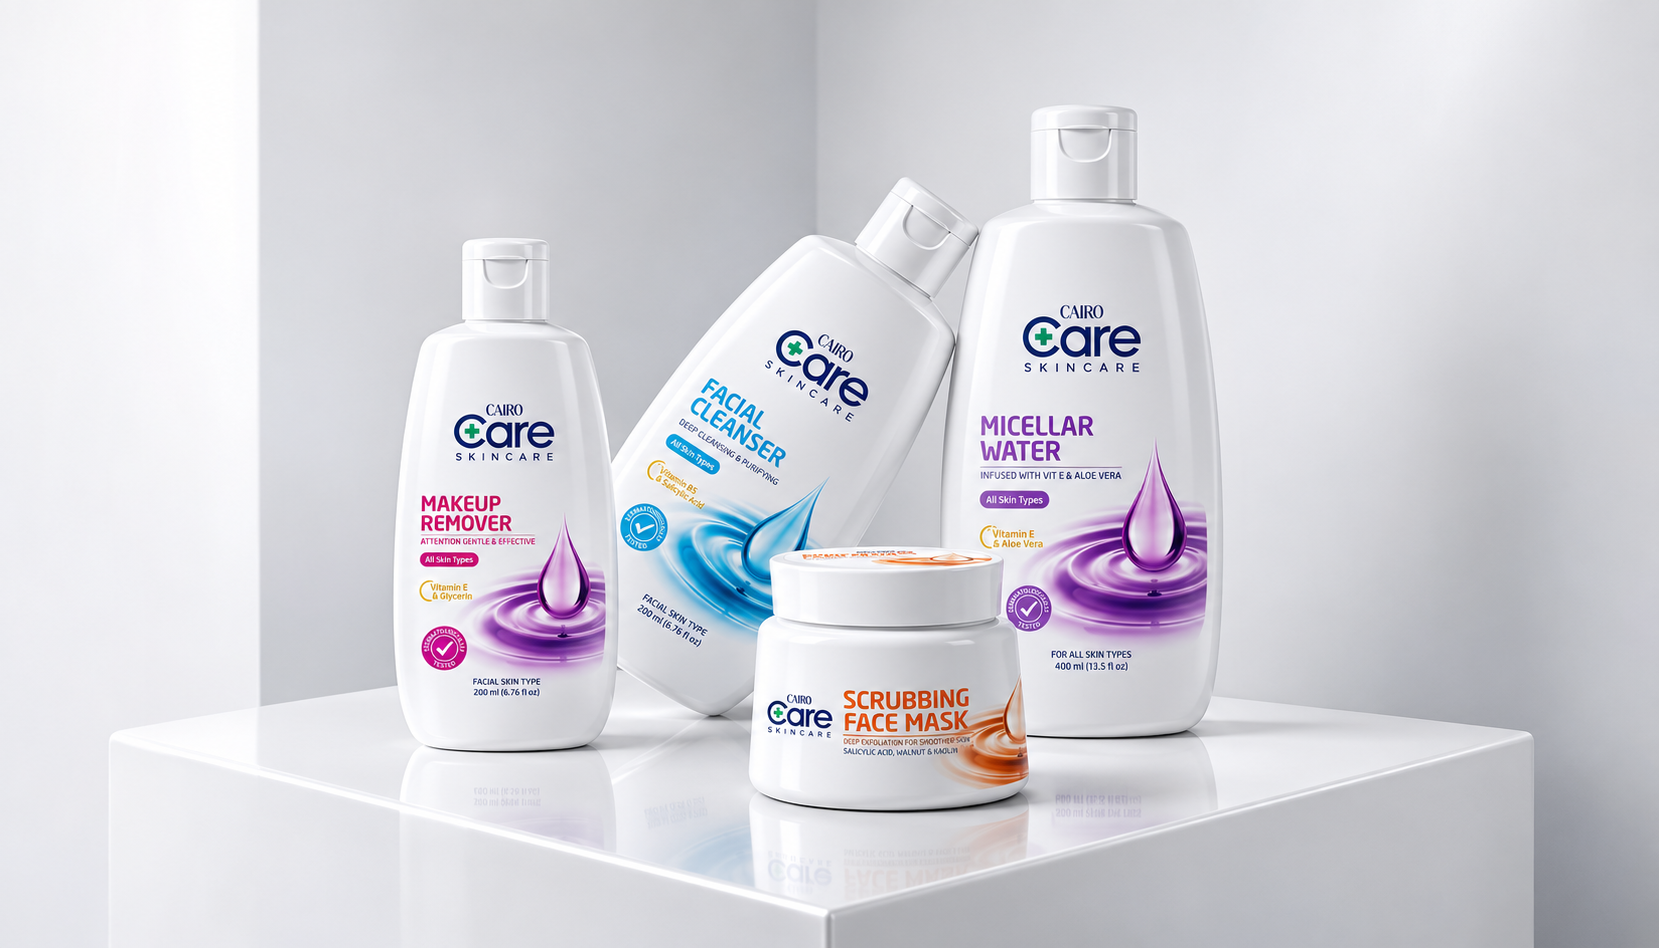 CAIRO
Care
SKINCARE
MAKEUP
REMOVER
ATTENTION GENTLE & EFFECTIVE
All Skin Types
Vitamin E
& Glycerin
TESTED
FACIAL SKIN TYPE
200 ml (6.76 fl oz)
CAIRO
Care
SKINCARE
FACIAL
CLEANSER
DEEP CLEANSING & PURIFYING
All Skin Types
Vitamin B5
& Salicylic Acid
TESTED
FACIAL SKIN TYPE
200 ml (6.76 fl oz)
CAIRO
Care
SKINCARE
MICELLAR
WATER
INFUSED WITH VIT E & ALOE VERA
All Skin Types
Vitamin E
& Aloe Vera
TESTED
FOR ALL SKIN TYPES
400 ml (13.5 fl oz)
CAIRO
Care
SKINCARE
SCRUBBING
FACE MASK
DEEP EXFOLIATION FOR SMOOTHER SKIN
SALICYLIC ACID, WALNUT & KAOLIN